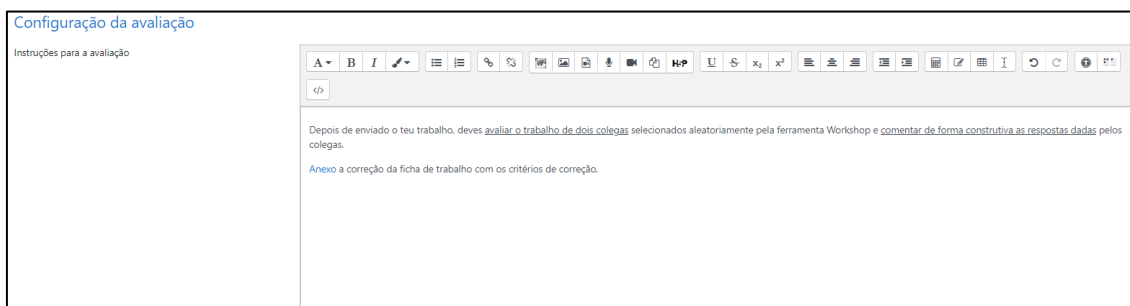 Configuração da avaliação
Instruções para a avaliação
A B I W H-P U S x₂ x²
</>
Depois de enviado o teu trabalho, deves avaliar o trabalho de dois colegas selecionados aleatoriamente pela ferramenta Workshop e comentar de forma construtiva as respostas dadas pelos
colegas.
Anexo a correção da ficha de trabalho com os critérios de correção.